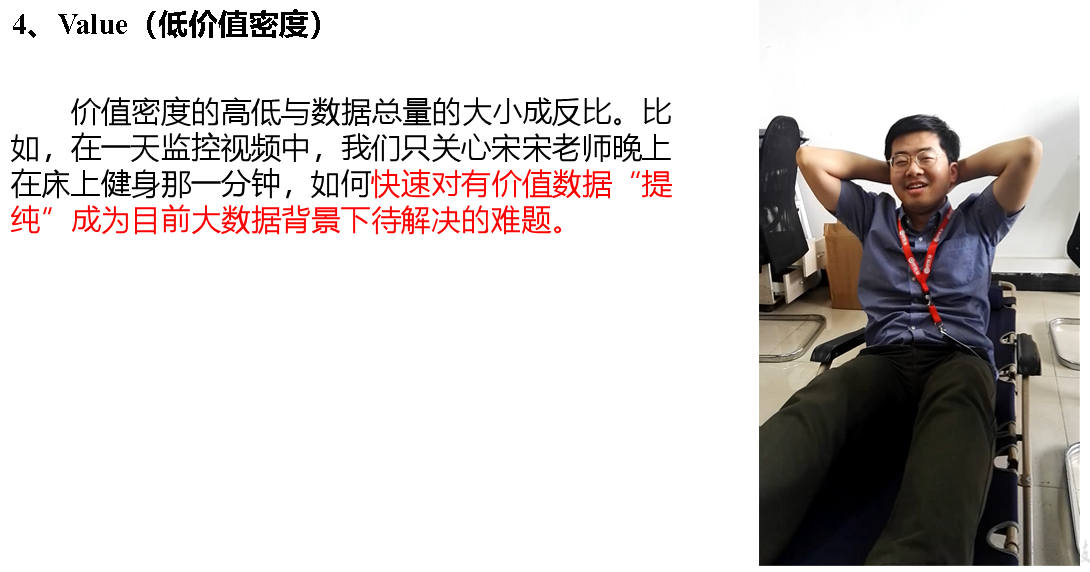 4、Value（低价值密度）
价值密度的高低与数据总量的大小成反比。比
如，在一天监控视频中，我们只关心宋宋老师晚上
在床上健身那一分钟，如何快速对有价值数据“提
纯”成为目前大数据背景下待解决的难题。